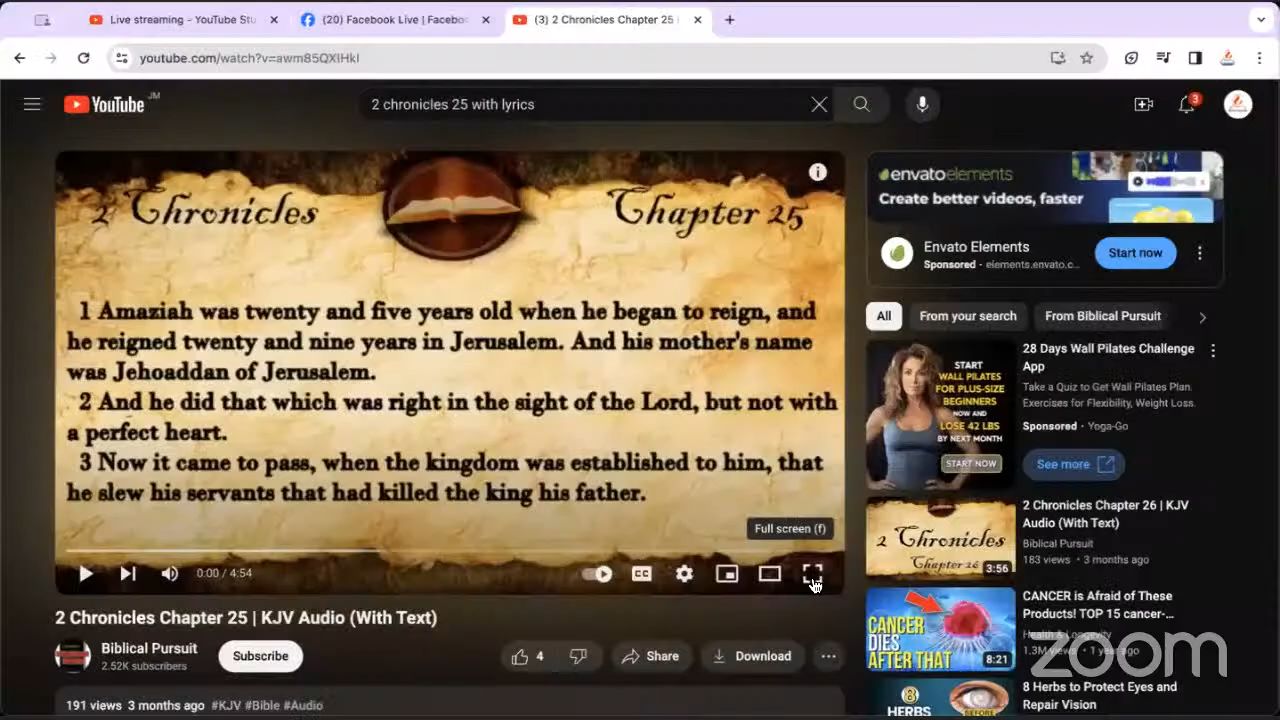 Live streaming - YouTube Stu
(20) Facebook Live | Facebo
(3) 2 Chronicles Chapter 25
youtube.com/watch?v=awm85QXIHkI
YouTube JM
2 chronicles 25 with lyrics
3
2 Chronicles
Chapter 25
1 Amaziah was twenty and five years old when he began to reign, and
he reigned twenty and nine years in Jerusalem. And his mother's name
was Jehoaddan of Jerusalem.
2 And he did that which was right in the sight of the Lord, but not with
a perfect heart.
3 Now it came to pass, when the kingdom was established to him, that
he slew his servants that had killed the king his father.
Full screen (f)
0:00 / 4:54
CC
2 Chronicles Chapter 25 | KJV Audio (With Text)
Biblical Pursuit
2.52K subscribers
Subscribe
4
Share
Download
191 views 3 months ago #KJV #Bible #Audio
envatoelements
Create better videos, faster
Envato Elements
Sponsored · elements.envato.c...
Start now
All
From your search
From Biblical Pursuit
START
WALL PILATES
FOR PLUS-SIZE
BEGINNERS
NOW AND
LOSE 42 LBS
BY NEXT MONTH
START NOW
28 Days Wall Pilates Challenge
App
Take a Quiz to Get Wall Pilates Plan.
Exercises for Flexibility, Weight Loss.
Sponsored · Yoga-Go
See more
2 Chronicles
Chapter 26
3:56
2 Chronicles Chapter 26 | KJV
Audio (With Text)
Biblical Pursuit
183 views · 3 months ago
CANCER
DIES
AFTER THAT
8:21
CANCER is Afraid of These
Products! TOP 15 cancer-...
Health & Longevity
1.3M views · 1 year ago
zoom
8
HERBS
8 Herbs to Protect Eyes and
Repair Vision